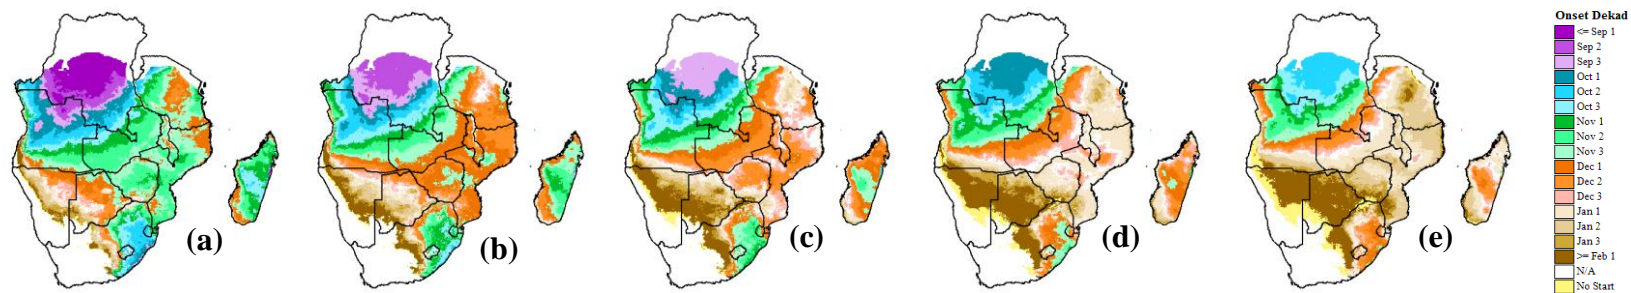 Onset Dekad
<= Sep 1
Sep 2
Sep 3
Oct 1
Oct 2
Oct 3
Nov 1
Nov 2
Nov 3
Dec 1
Dec 2
Dec 3
Jan 1
Jan 2
Jan 3
>= Feb 1
N/A
No Start
(a) (b) (c) (d) (e)